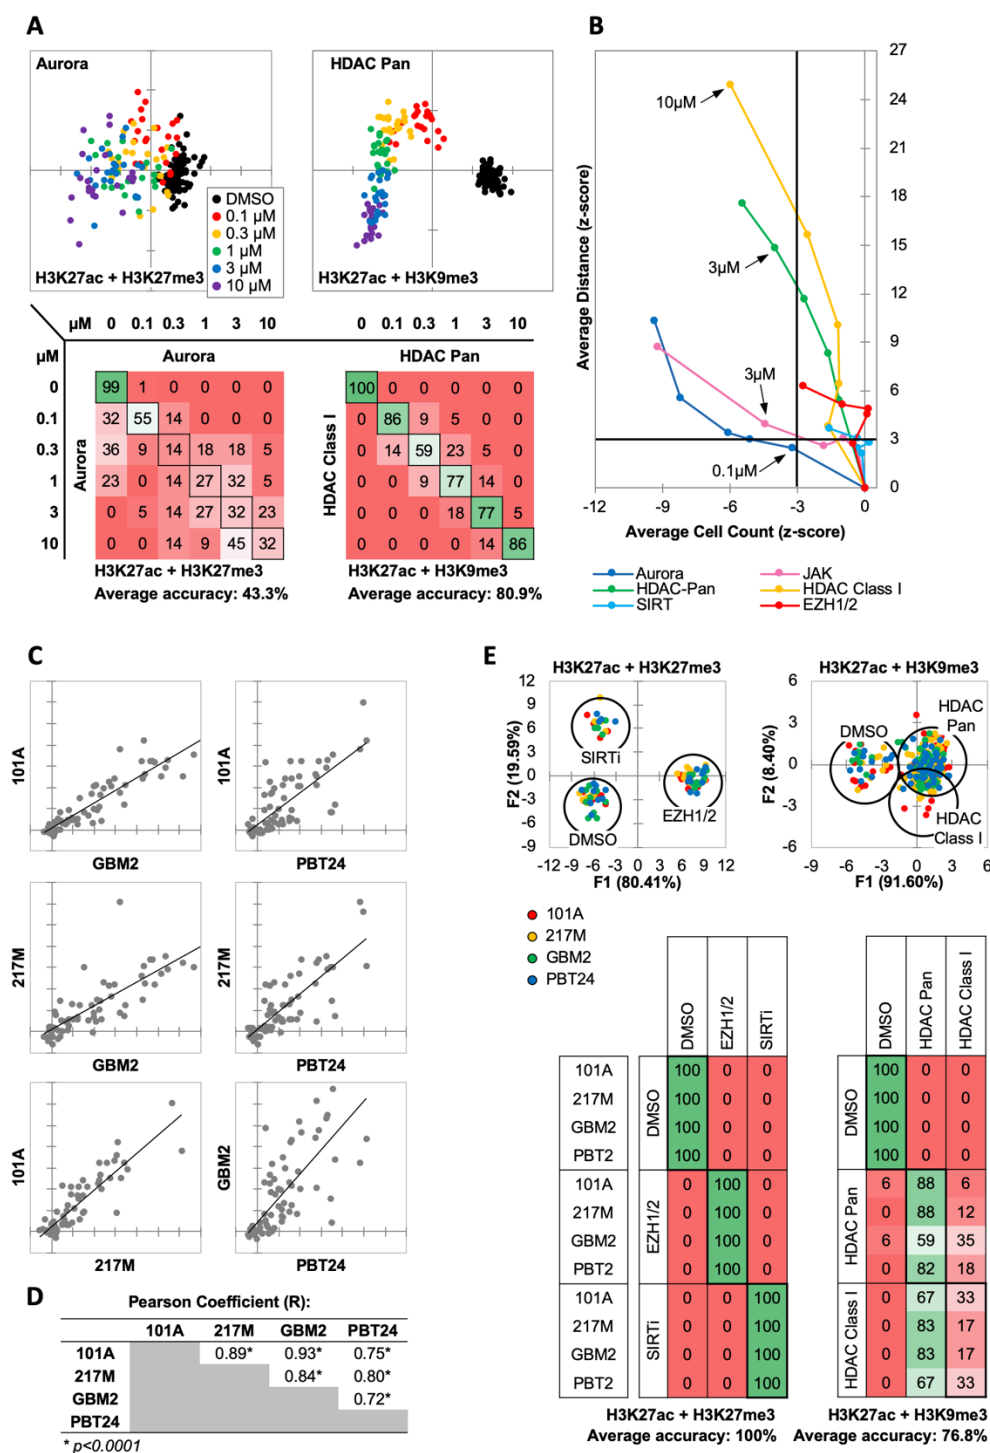 A
Aurora
HDAC Pan
DMSO
0.1 µM
0.3 µM
1 µM
3 µM
10 µM
H3K27ac + H3K27me3
H3K27ac + H3K9me3
µM 0 0.1 0.3 1 3 10 0 0.1 0.3 1 3 10
µM Aurora HDAC Pan
Aurora
0 99 1 0 0 0 0
0.1 32 55 14 0 0 0
0.3 36 9 14 18 18 5
1 23 0 14 27 32 5
3 0 5 14 27 32 23
10 0 0 14 9 45 32
H3K27ac + H3K27me3
Average accuracy: 43.3%
HDAC Class I
100 0 0 0 0 0
0 86 9 5 0 0
0 14 59 23 5 0
0 0 9 77 14 0
0 0 0 18 77 5
0 0 0 0 14 86
H3K27ac + H3K9me3
Average accuracy: 80.9%
B
27
24
21
18
15
12
9
6
3
0
Average Distance (z-score)
10µM
3µM
3µM
0.1µM
-12 -9 -6 -3 0
Average Cell Count (z-score)
Aurora
JAK
HDAC-Pan
HDAC Class I
SIRT
EZH1/2
C
101A
GBM2
101A
PBT24
217M
GBM2
217M
PBT24
101A
217M
GBM2
PBT24
D
Pearson Coefficient (R):
101A 217M GBM2 PBT24
101A 0.89* 0.93* 0.75*
217M 0.84* 0.80*
GBM2 0.72*
PBT24
* p<0.0001
E
H3K27ac + H3K27me3
12
9
6
3
0
-3
-6
-9
F2 (19.59%)
SIRTi
DMSO
EZH1/2
-12 -9 -6 -3 0 3 6 9 12
F1 (80.41%)
H3K27ac + H3K9me3
6
3
0
-3
-6
F2 (8.40%)
DMSO
HDAC
Pan
HDAC
Class I
-9 -6 -3 0 3 6
F1 (91.60%)
101A
217M
GBM2
PBT24
DMSO EZH1/2 SIRTi
DMSO
101A 100 0 0
217M 100 0 0
GBM2 100 0 0
PBT2 100 0 0
EZH1/2
101A 0 100 0
217M 0 100 0
GBM2 0 100 0
PBT2 0 100 0
SIRTi
101A 0 0 100
217M 0 0 100
GBM2 0 0 100
PBT2 0 0 100
H3K27ac + H3K27me3
Average accuracy: 100%
DMSO HDAC Pan HDAC Class I
DMSO
100 0 0
100 0 0
100 0 0
100 0 0
HDAC Pan
6 88 6
0 88 12
6 59 35
0 82 18
HDAC Class I
0 67 33
0 83 17
0 83 17
0 67 33
H3K27ac + H3K9me3
Average accuracy: 76.8%